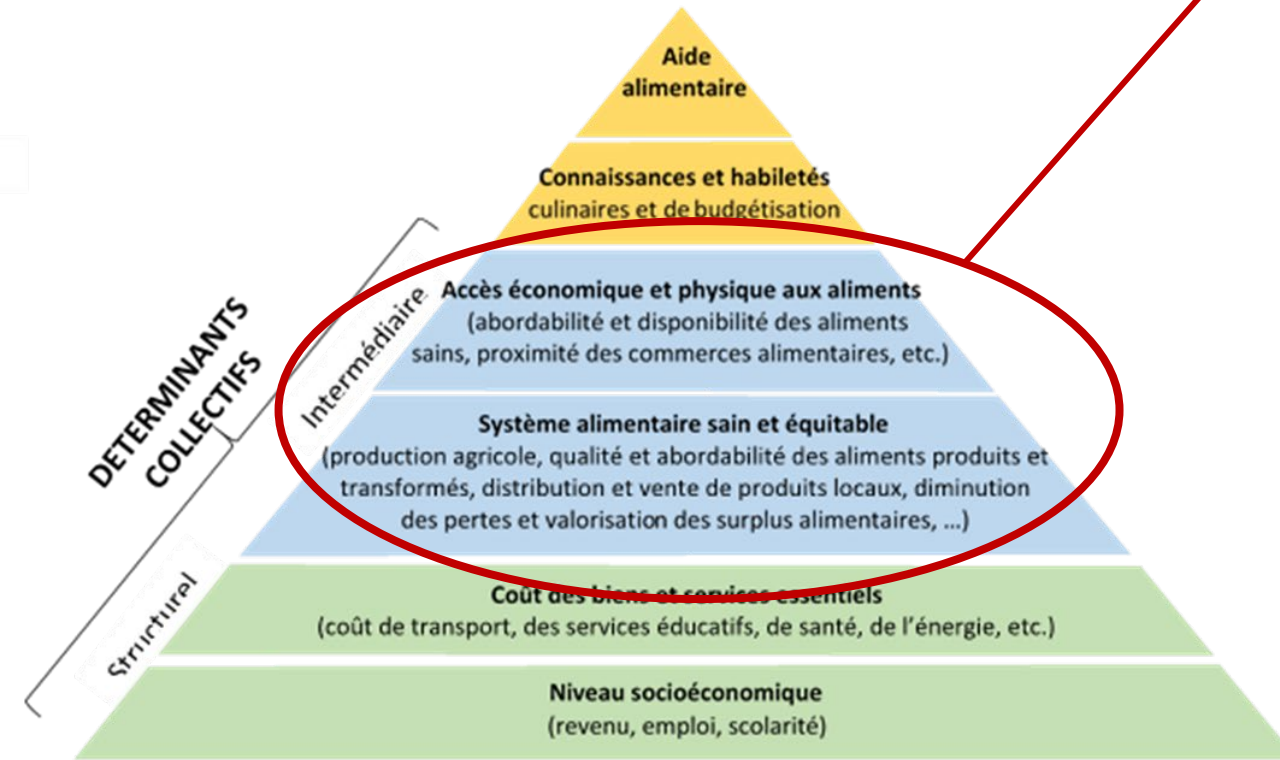 Aide
alimentaire
Connaissances et habiletés
culinaires et de budgétisation
DETERMINANTS
COLLECTIFS
Intermédiaire
Accès économique et physique aux aliments
(abordabilité et disponibilité des aliments
sains, proximité des commerces alimentaires, etc.)
Système alimentaire sain et équitable
(production agricole, qualité et abordabilité des aliments produits et
transformés, distribution et vente de produits locaux, diminution
des pertes et valorisation des surplus alimentaires, ...)
Structurel
Coût des biens et services essentiels
(coût de transport, des services éducatifs, de santé, de l'énergie, etc.)
Niveau socioéconomique
(revenu, emploi, scolarité)